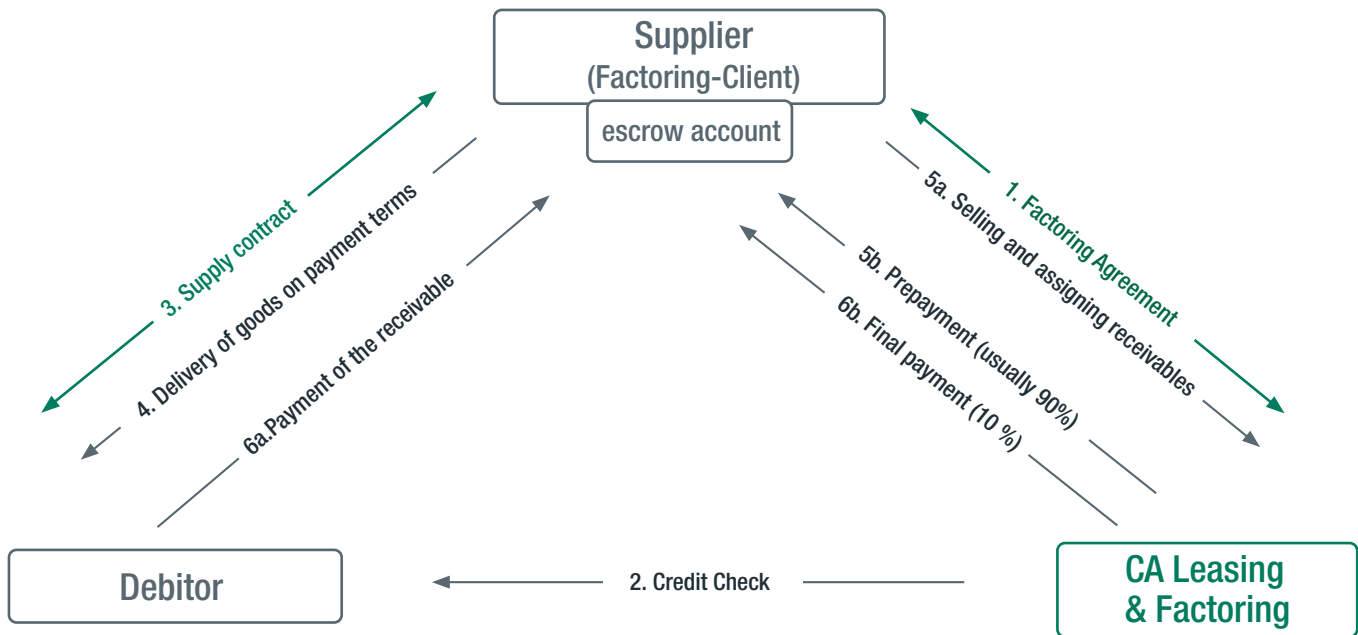 Supplier
(Factoring-Client)
escrow account
1. Factoring Agreement
5a. Selling and assigning receivables
5b. Prepayment (usually 90%)
6b. Final payment (10 %)
3. Supply contract
4. Delivery of goods on payment terms
6a.Payment of the receivable
Debitor
2. Credit Check
CA Leasing
& Factoring